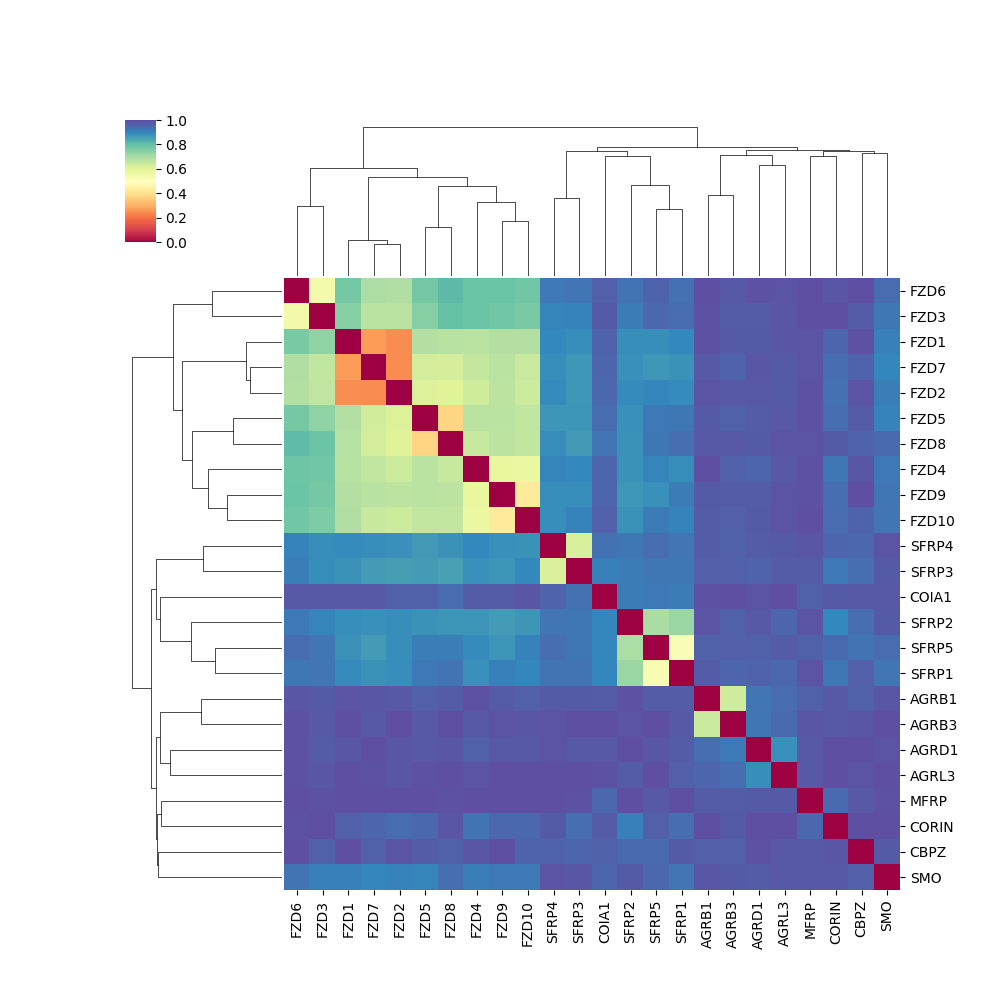 1.0
0.8
0.6
0.4
0.2
0.0
FZD6
FZD3
FZD1
FZD7
FZD2
FZD5
FZD8
FZD4
FZD9
FZD10
SFRP4
SFRP3
COIA1
SFRP2
SFRP5
SFRP1
AGRB1
AGRB3
AGRD1
AGRL3
MFRP
CORIN
CBPZ
SMO
FZD6
FZD3
FZD1
FZD7
FZD2
FZD5
FZD8
FZD4
FZD9
FZD10
SFRP4
SFRP3
COIA1
SFRP2
SFRP5
SFRP1
AGRB1
AGRB3
AGRD1
AGRL3
MFRP
CORIN
CBPZ
SMO